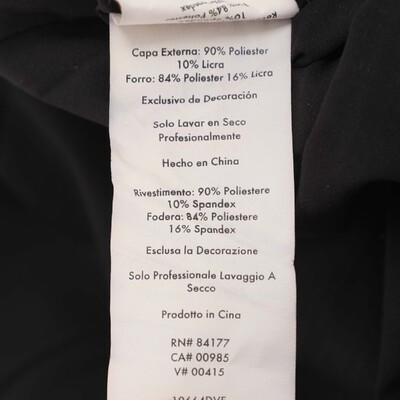 Capa Externa: 90% Poliester
10% Licra
Forro: 84% Poliester 16% Licra
Exclusivo de Decoración
Solo Lavar en Seco
Profesionalmente
Hecho en China
Rivestimento: 90% Poliestere
10% Spandex
Fodera: 84% Poliestere
16% Spandex
Esclusa la Decorazione
Solo Professionale Lavaggio A
Secco
Prodotto in Cina
RN# 84177
CA# 00985
V# 00415